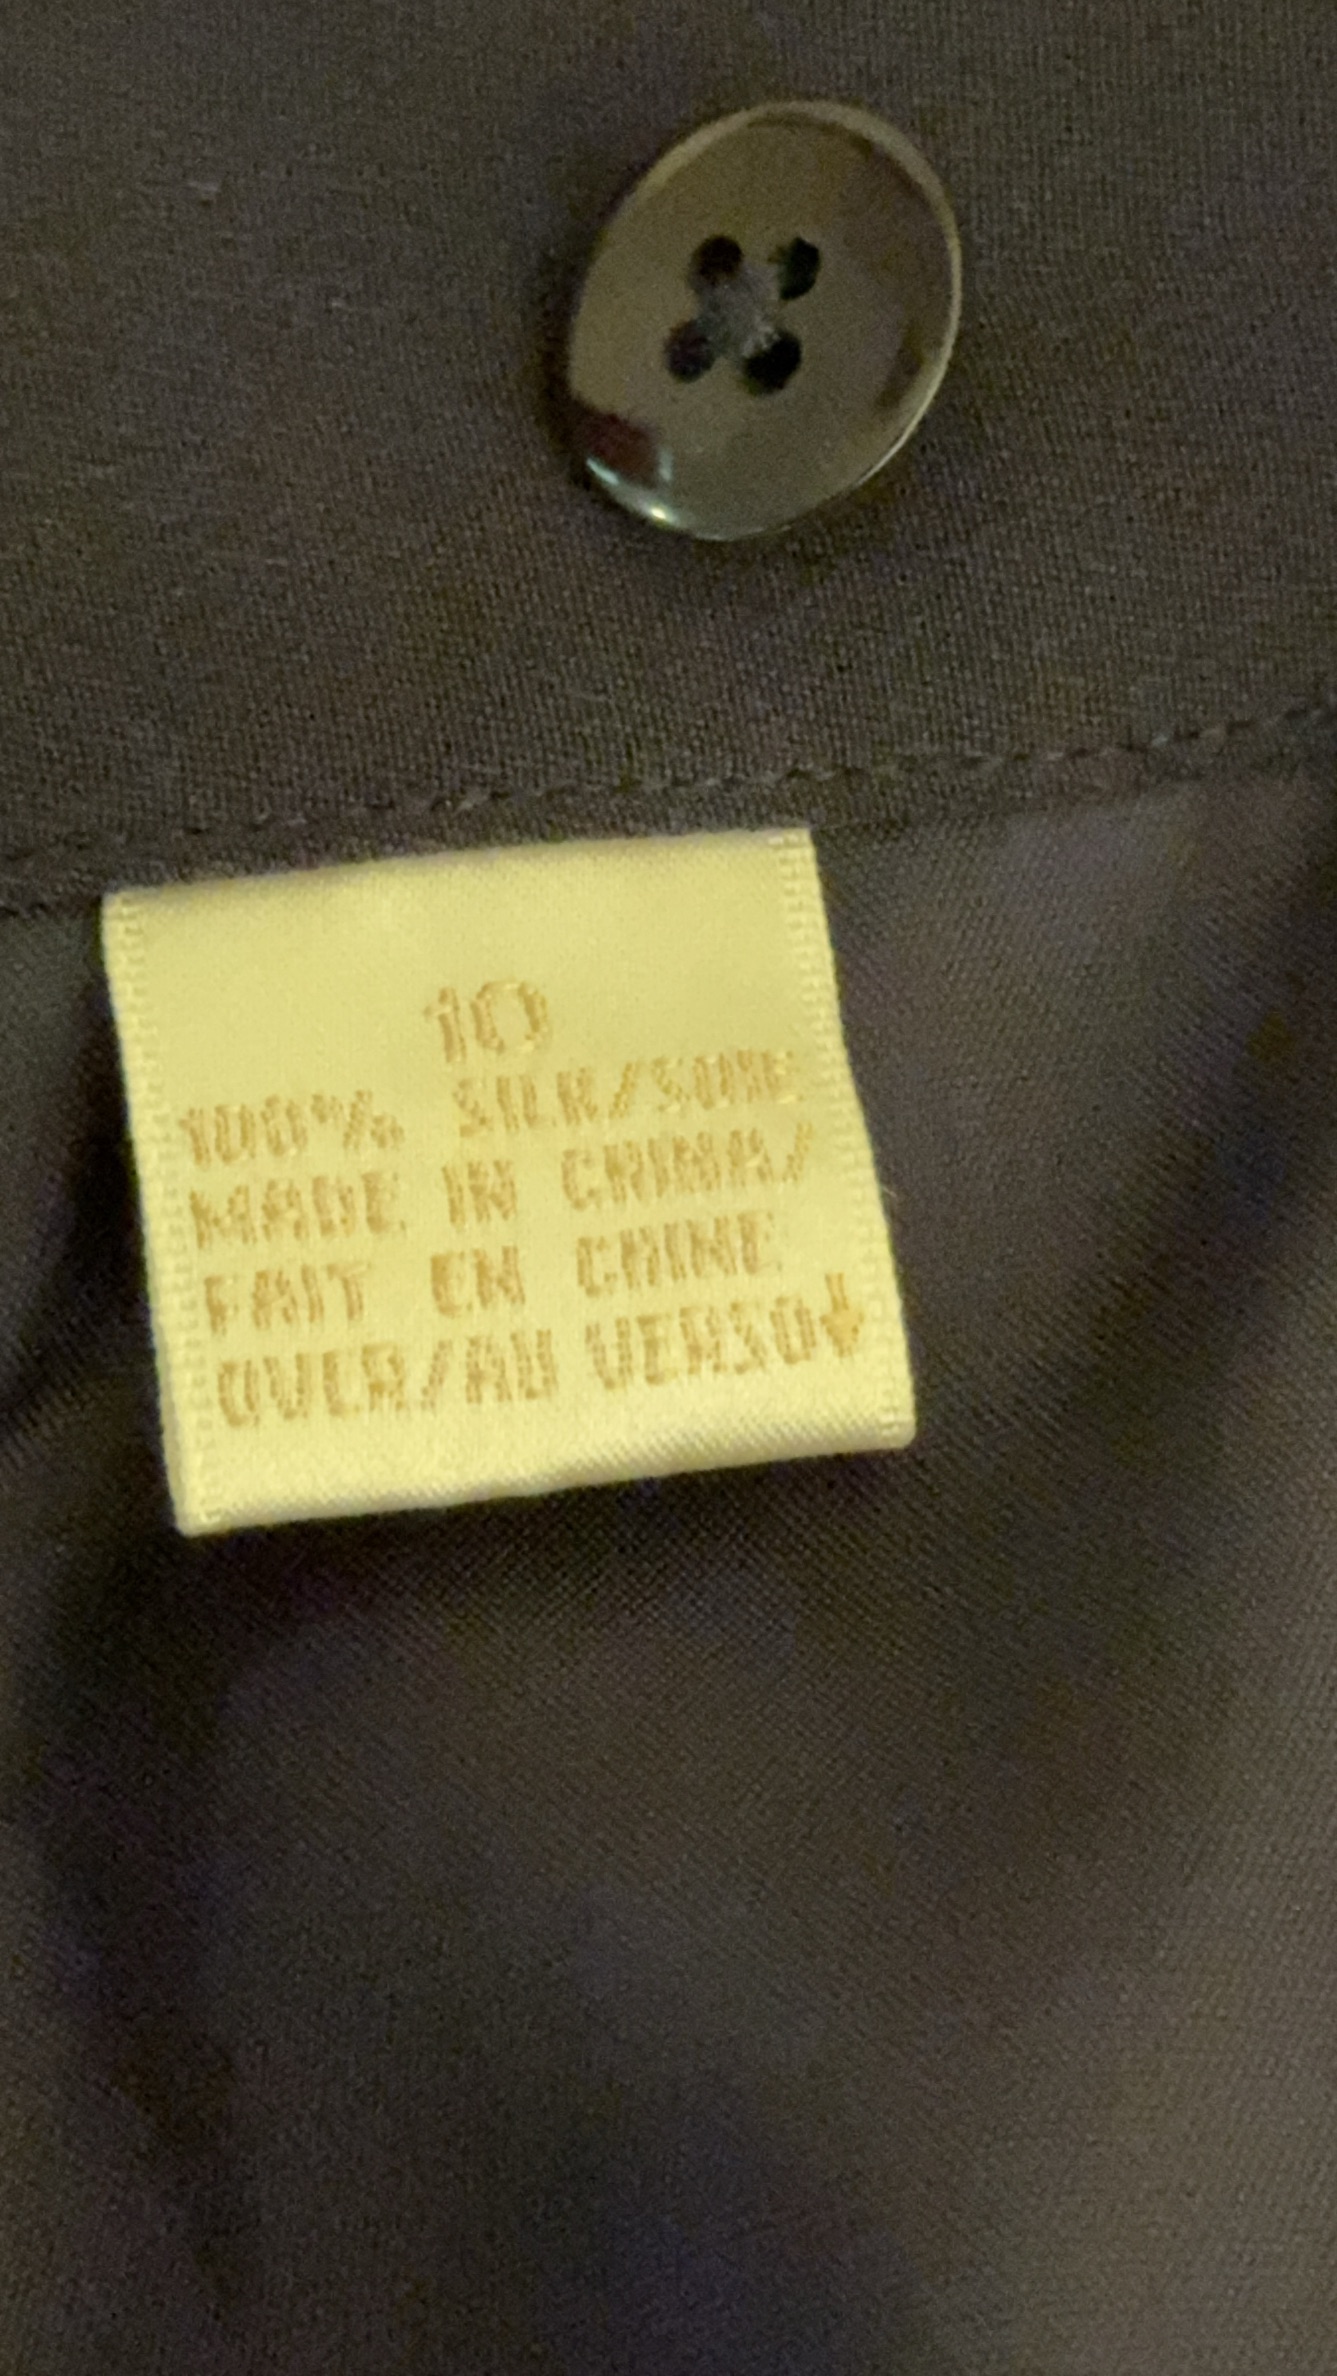 10
100% SILK/SOIE
MADE IN CHINA/
FAIT EN CHINE
OVER/AU VERSO↓